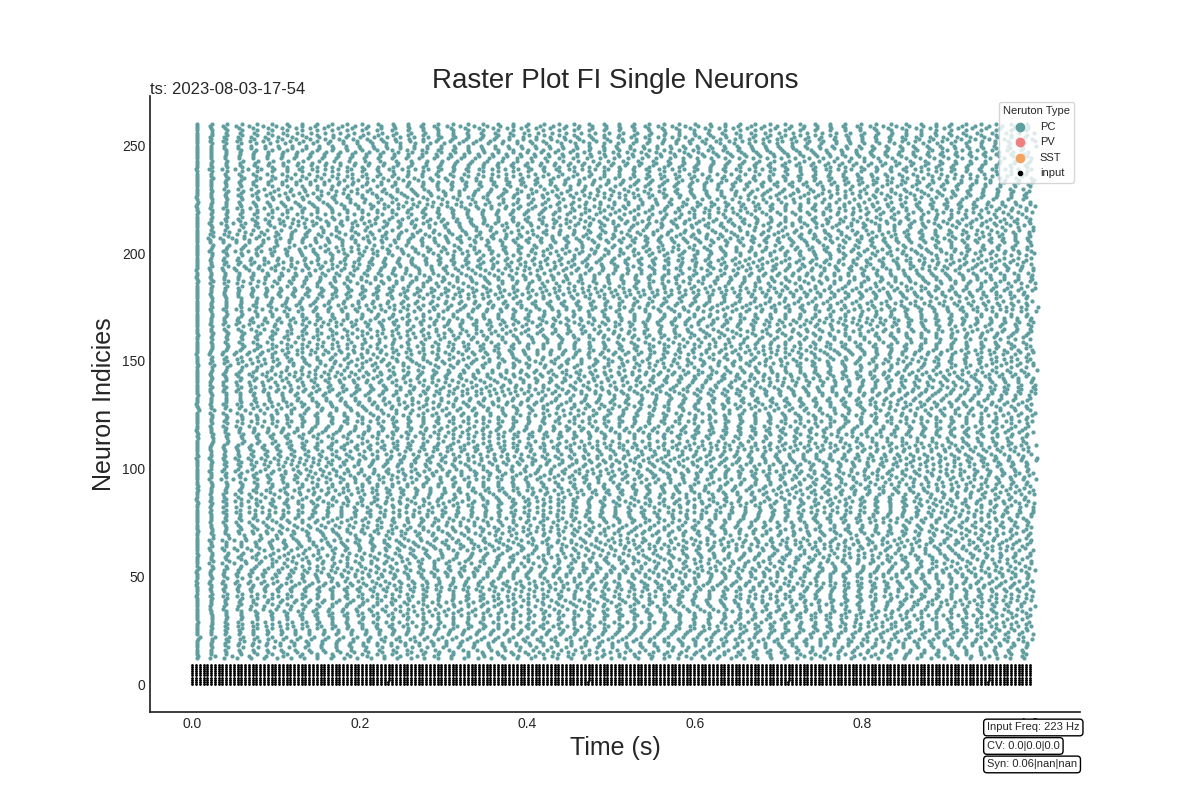 Raster Plot FI Single Neurons
ts: 2023-08-03-17-54
Neruton Type
PC
PV
SST
input
250
200
150
100
50
0
Neuron Indicies
0.0 0.2 0.4 0.6 0.8
Time (s)
Input Freq: 223 Hz
CV: 0.0|0.0|0.0
Syn: 0.06|nan|nan